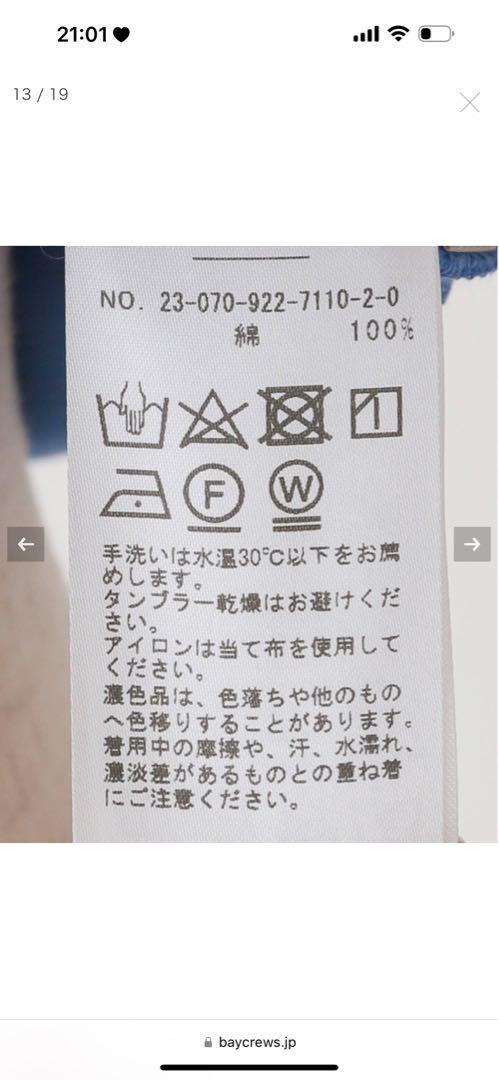 21:01
13 / 19
NO. 23-070-922-7110-2-0
綿 100%
F
W
手洗いは水温30℃以下をお薦
めします。
タンブラー乾燥はお避けくだ
さい。
アイロンは当て布を使用して
ください。
濃色品は、色落ちや他のもの
へ色移りすることがあります。
着用中の摩擦や、汗、水濡れ、
濃淡差があるものとの重ね着
にご注意ください。
baycrews.jp